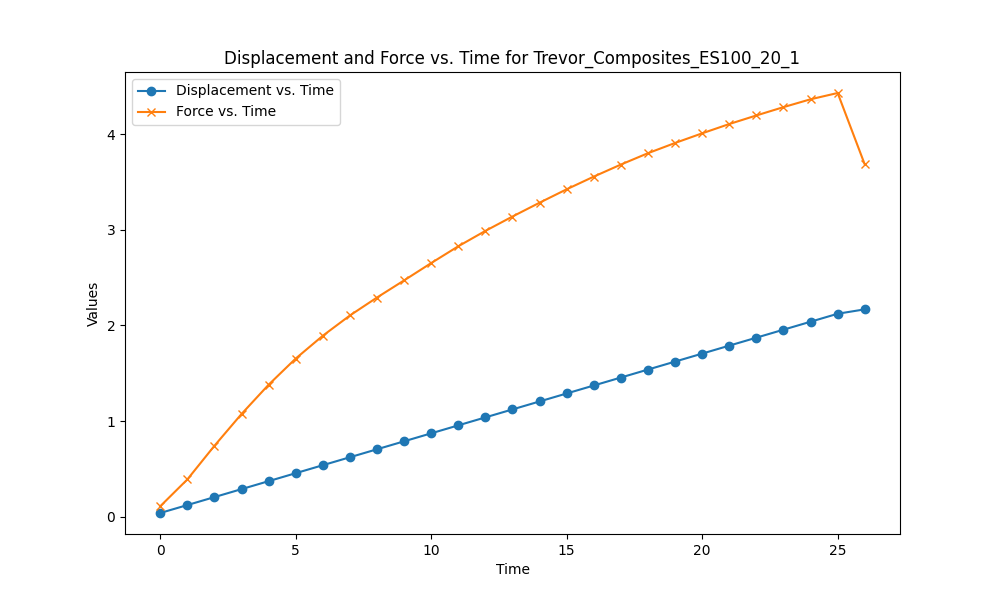 Displacement and Force vs. Time for Trevor_Composites_ES100_20_1
Displacement vs. Time
Force vs. Time
4
3
2
1
0
Values
0 5 10 15 20 25
Time